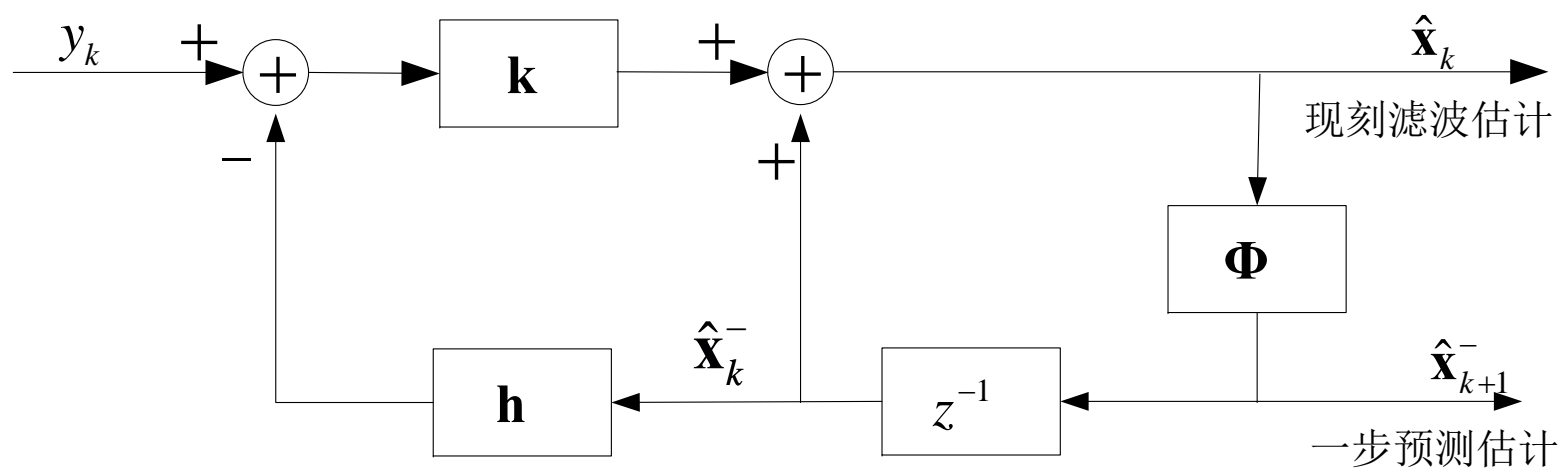 y_k
+
+
k
+
+
x̂_k
现刻滤波估计
−
+
Φ
h
x̂_k^−
z^{-1}
x̂_{k+1}^−
一步预测估计